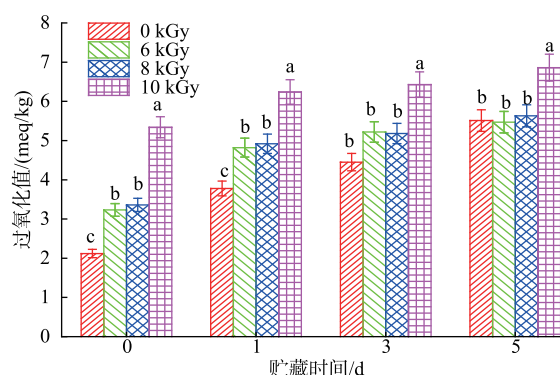 8
7
6
5
4
3
2
1
0
过氧化值/(meq/kg)
0 kGy
6 kGy
8 kGy
10 kGy
c b b a
c b b a
b b b a
b b b a
0 1 3 5
贮藏时间/d